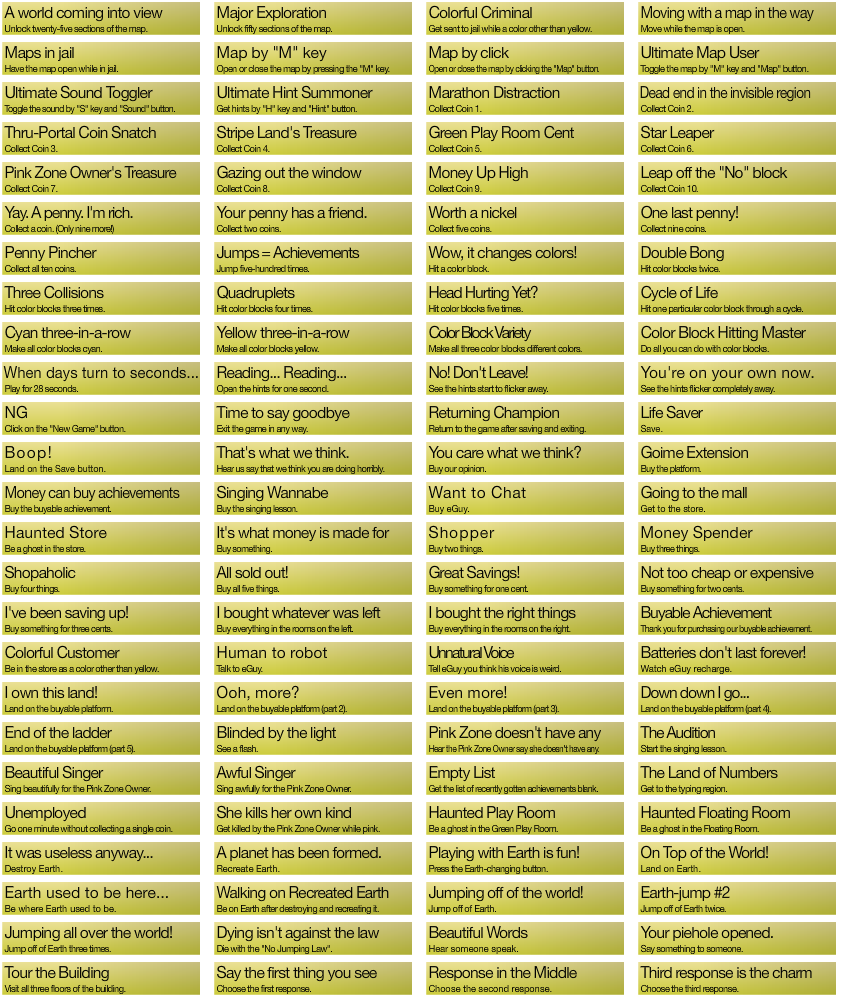 A world coming into view
Unlock twenty-five sections of the map.
Major Exploration
Unlock fifty sections of the map.
Colorful Criminal
Get sent to jail while a color other than yellow.
Moving with a map in the way
Move while the map is open.
Maps in jail
Have the map open while in jail.
Map by "M" key
Open or close the map by pressing the "M" key.
Map by click
Open or close the map by clicking the "Map" button.
Ultimate Map User
Toggle the map by "M" key and "Map" button.
Ultimate Sound Toggler
Toggle the sound by "S" key and "Sound" button.
Ultimate Hint Summoner
Get hints by "H" key and "Hint" button.
Marathon Distraction
Collect Coin 1.
Dead end in the invisible region
Collect Coin 2.
Thru-Portal Coin Snatch
Collect Coin 3.
Stripe Land's Treasure
Collect Coin 4.
Green Play Room Cent
Collect Coin 5.
Star Leaper
Collect Coin 6.
Pink Zone Owner's Treasure
Collect Coin 7.
Gazing out the window
Collect Coin 8.
Money Up High
Collect Coin 9.
Leap off the "No" block
Collect Coin 10.
Yay. A penny. I'm rich.
Collect a coin. (Only nine more!)
Your penny has a friend.
Collect two coins.
Worth a nickel
Collect five coins.
One last penny!
Collect nine coins.
Penny Pincher
Collect all ten coins.
Jumps = Achievements
Jump five-hundred times.
Wow, it changes colors!
Hit a color block.
Double Bong
Hit color blocks twice.
Three Collisions
Hit color blocks three times.
Quadruplets
Hit color blocks four times.
Head Hurting Yet?
Hit color blocks five times.
Cycle of Life
Hit one particular color block through a cycle.
Cyan three-in-a-row
Make all color blocks cyan.
Yellow three-in-a-row
Make all color blocks yellow.
Color Block Variety
Make all three color blocks different colors.
Color Block Hitting Master
Do all you can do with color blocks.
When days turn to seconds...
Play for 28 seconds.
Reading... Reading...
Open the hints for one second.
No! Don't Leave!
See the hints start to flicker away.
You're on your own now.
See the hints flicker completely away.
NG
Click on the "New Game" button.
Time to say goodbye
Exit the game in any way.
Returning Champion
Return to the game after saving and exiting.
Life Saver
Save.
Boop!
Land on the Save button.
That's what we think.
Hear us say that we think you are doing horribly.
You care what we think?
Buy our opinion.
Goime Extension
Buy the platform.
Money can buy achievements
Buy the buyable achievement.
Singing Wannabe
Buy the singing lesson.
Want to Chat
Buy eGuy.
Going to the mall
Get to the store.
Haunted Store
Be a ghost in the store.
It's what money is made for
Buy something.
Shopper
Buy two things.
Money Spender
Buy three things.
Shopaholic
Buy four things.
All sold out!
Buy all five things.
Great Savings!
Buy something for one cent.
Not too cheap or expensive
Buy something for two cents.
I've been saving up!
Buy something for three cents.
I bought whatever was left
Buy everything in the rooms on the left.
I bought the right things
Buy everything in the rooms on the right.
Buyable Achievement
Thank you for purchasing our buyable achievement.
Colorful Customer
Be in the store as a color other than yellow.
Human to robot
Talk to eGuy.
Unnatural Voice
Tell eGuy you think his voice is weird.
Batteries don't last forever!
Watch eGuy recharge.
I own this land!
Land on the buyable platform.
Ooh, more?
Land on the buyable platform (part 2).
Even more!
Land on the buyable platform (part 3).
Down down I go...
Land on the buyable platform (part 4).
End of the ladder
Land on the buyable platform (part 5).
Blinded by the light
See a flash.
Pink Zone doesn't have any
Hear the Pink Zone Owner say she doesn't have any.
The Audition
Start the singing lesson.
Beautiful Singer
Sing beautifully for the Pink Zone Owner.
Awful Singer
Sing awfully for the Pink Zone Owner.
Empty List
Get the list of recently gotten achievements blank.
The Land of Numbers
Get to the typing region.
Unemployed
Go one minute without collecting a single coin.
She kills her own kind
Get killed by the Pink Zone Owner while pink.
Haunted Play Room
Be a ghost in the Green Play Room.
Haunted Floating Room
Be a ghost in the Floating Room.
It was useless anyway...
Destroy Earth.
A planet has been formed.
Recreate Earth.
Playing with Earth is fun!
Press the Earth-changing button.
On Top of the World!
Land on Earth.
Earth used to be here...
Be where Earth used to be.
Walking on Recreated Earth
Be on Earth after destroying and recreating it.
Jumping off of the world!
Jump off of Earth.
Earth-jump #2
Jump off of Earth twice.
Jumping all over the world!
Jump off of Earth three times.
Dying isn't against the law
Die with the "No Jumping Law".
Beautiful Words
Hear someone speak.
Your piehole opened.
Say something to someone.
Tour the Building
Visit all three floors of the building.
Say the first thing you see
Choose the first response.
Response in the Middle
Choose the second response.
Third response is the charm
Choose the third response.